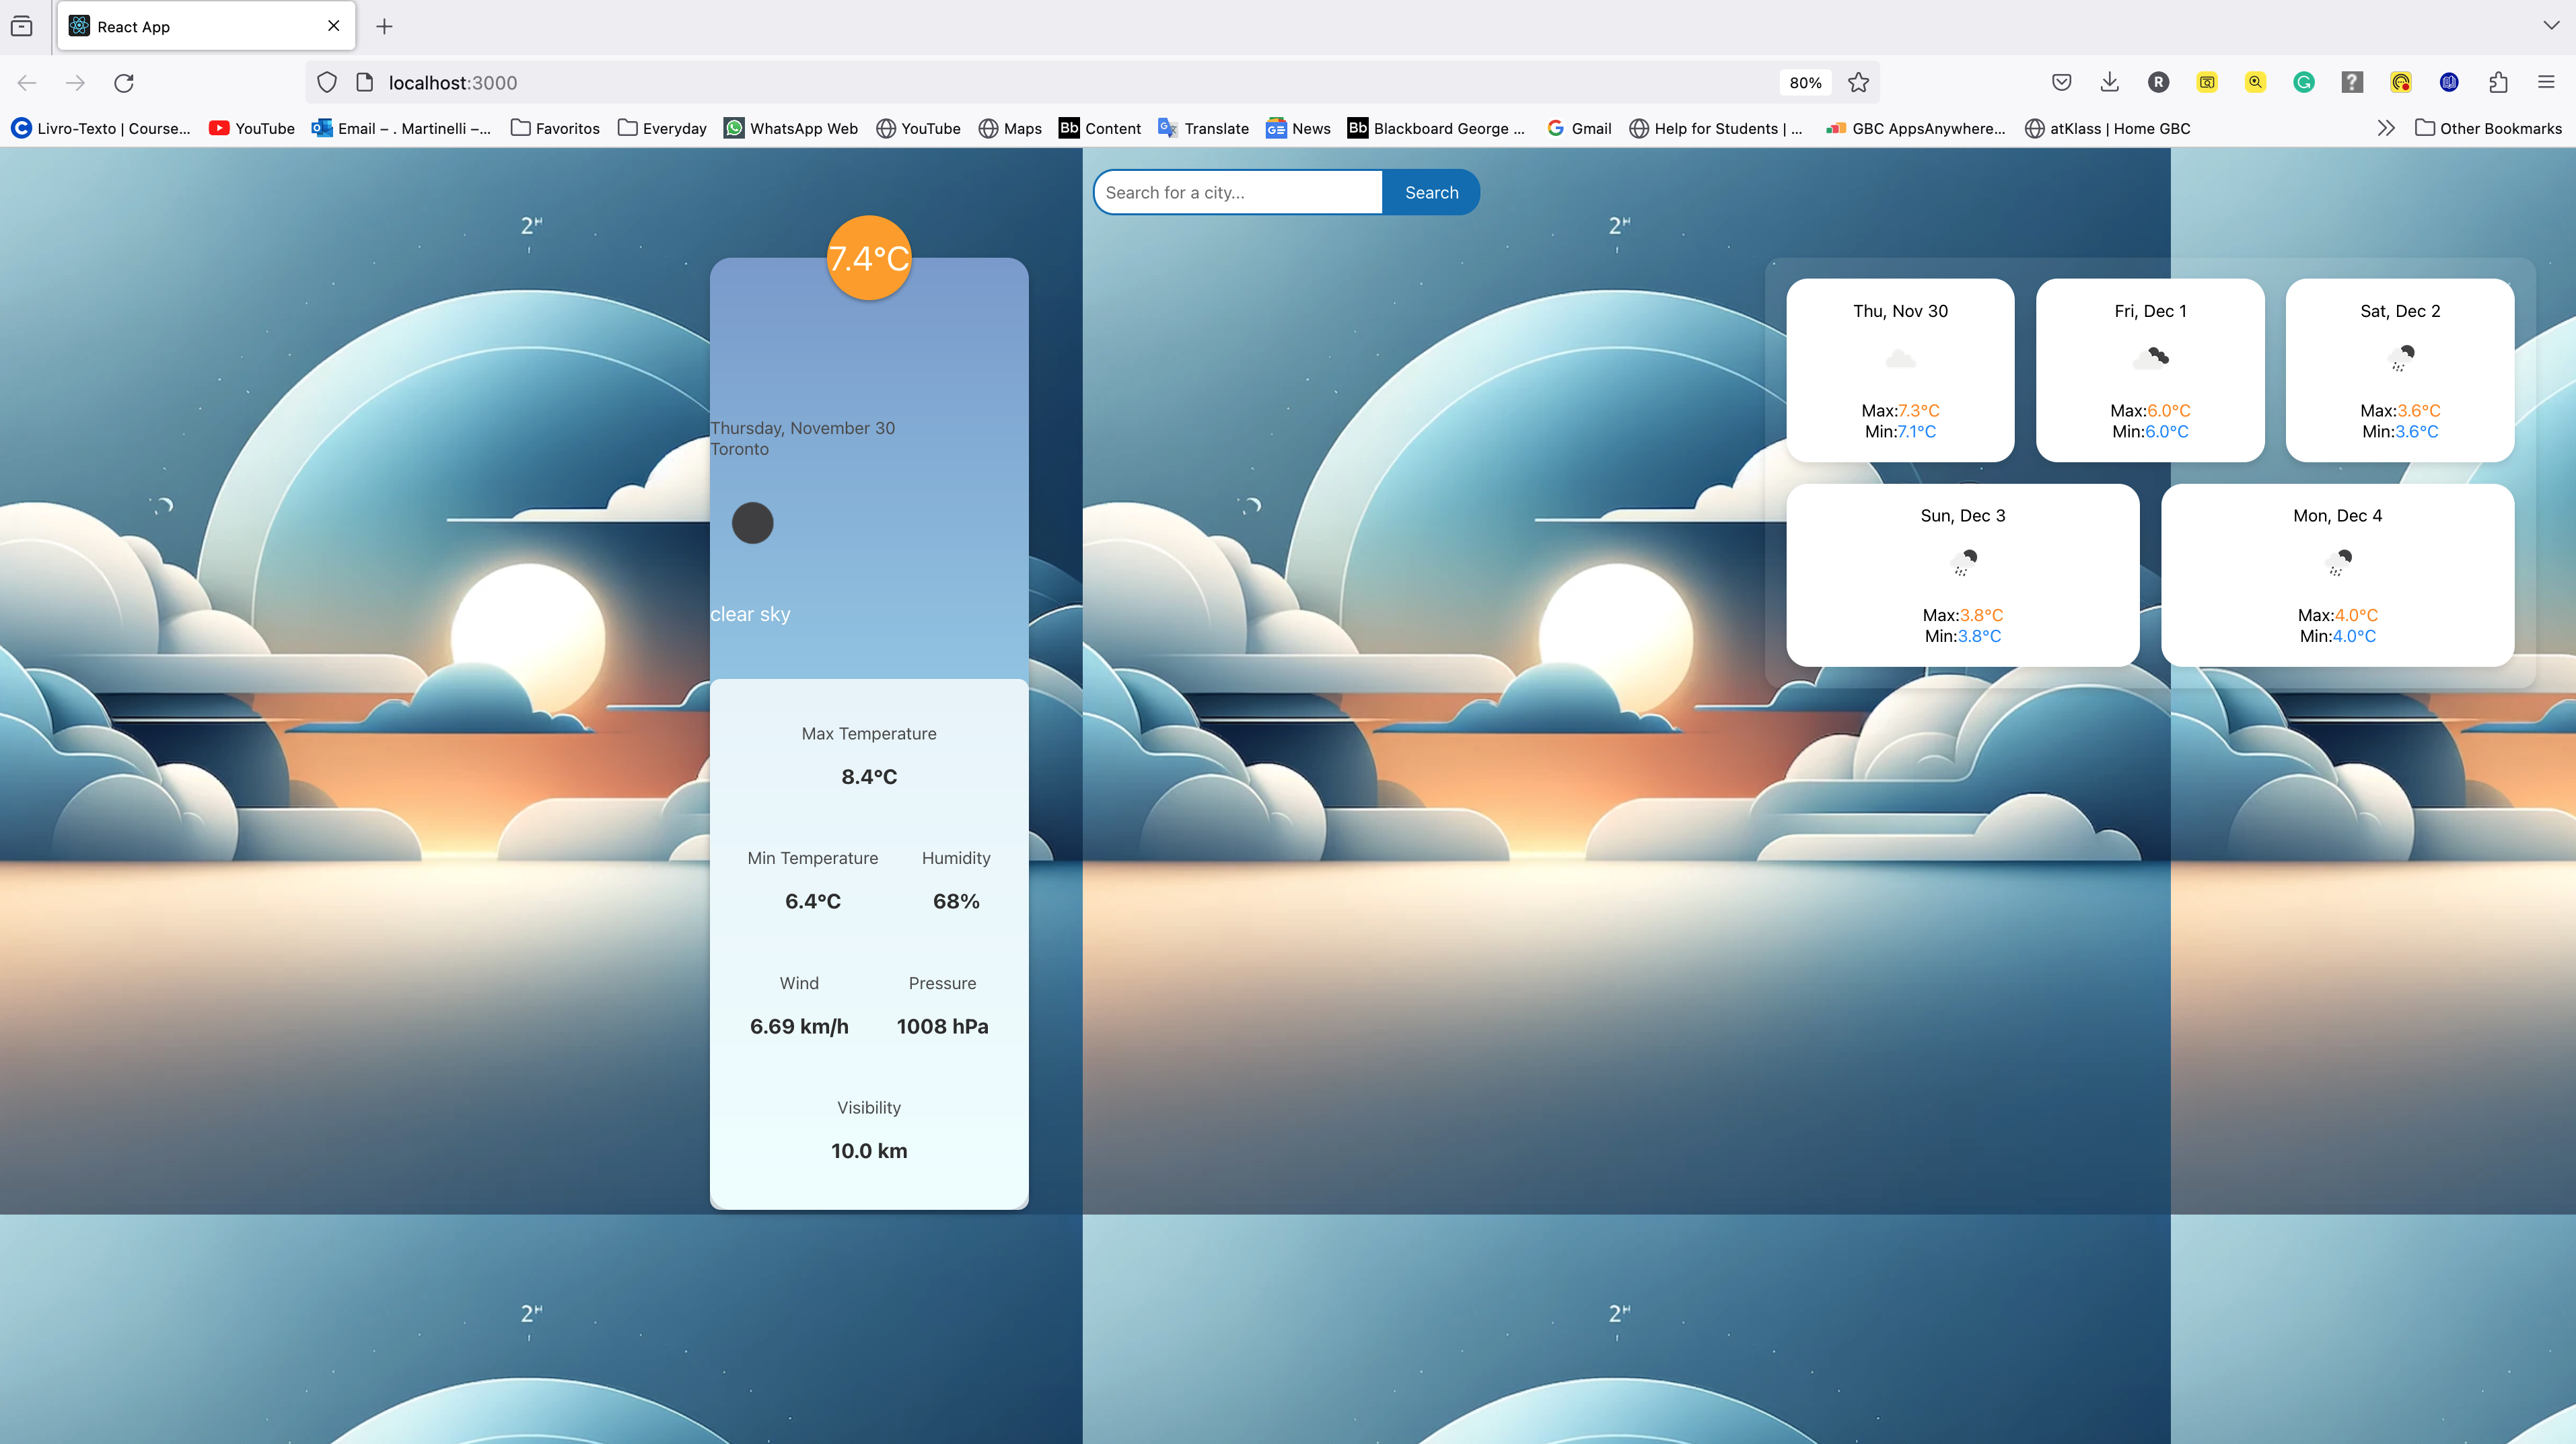 React App
localhost:3000
80%
Livro-Texto | Course...
YouTube
Email – . Martinelli –...
Favoritos
Everyday
WhatsApp Web
YouTube
Maps
Bb Content
Translate
News
Bb Blackboard George ...
Gmail
Help for Students | ...
GBC AppsAnywhere...
atKlass | Home GBC
Other Bookmarks
Search for a city...
Search
7.4°C
Thursday, November 30
Toronto
clear sky
Max Temperature
8.4°C
Min Temperature
6.4°C
Humidity
68%
Wind
6.69 km/h
Pressure
1008 hPa
Visibility
10.0 km
Thu, Nov 30
Max:7.3°C
Min:7.1°C
Fri, Dec 1
Max:6.0°C
Min:6.0°C
Sat, Dec 2
Max:3.6°C
Min:3.6°C
Sun, Dec 3
Max:3.8°C
Min:3.8°C
Mon, Dec 4
Max:4.0°C
Min:4.0°C